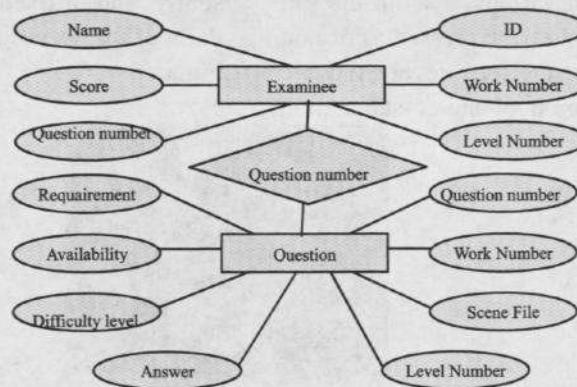 Name
ID
Score
Examinee
Work Number
Question number
Level Number
Question number
Requairement
Question number
Availability
Question
Work Number
Difficulty level
Scene File
Answer
Level Number